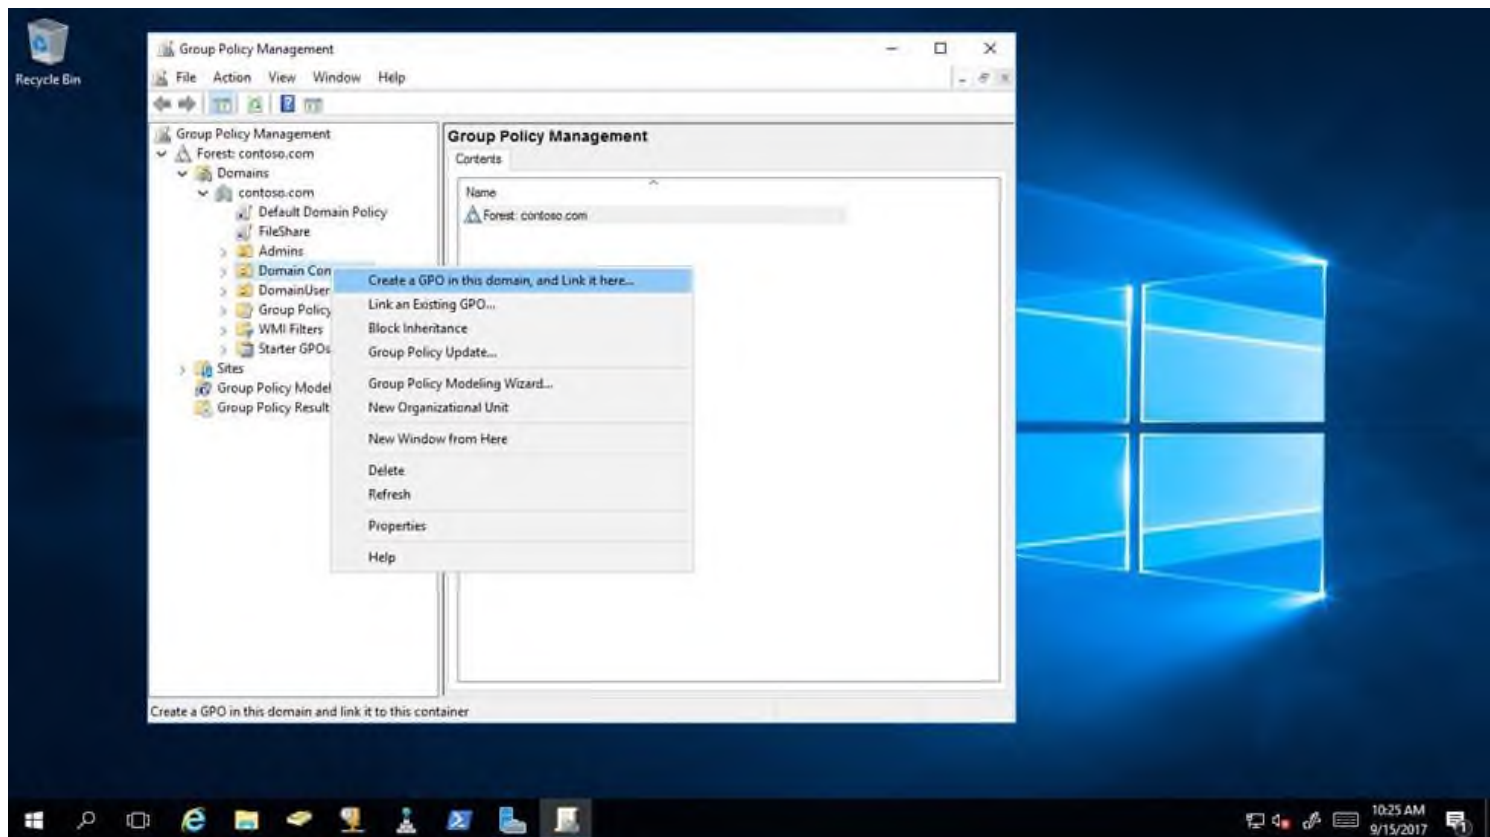 Recycle Bin
Group Policy Management
File Action View Window Help
Group Policy Management
Forest: contoso.com
Domains
contoso.com
Default Domain Policy
FileShare
Admins
Domain Con
DomainUser
Group Policy
WMI Filters
Starter GPOs
Sites
Group Policy Model
Group Policy Result
Group Policy Management
Contents
Name
Forest: contoso.com
Create a GPO in this domain, and Link it here...
Link an Existing GPO...
Block Inheritance
Group Policy Update...
Group Policy Modeling Wizard...
New Organizational Unit
New Window from Here
Delete
Refresh
Properties
Help
Create a GPO in this domain and link it to this container
10:25 AM
9/15/2017